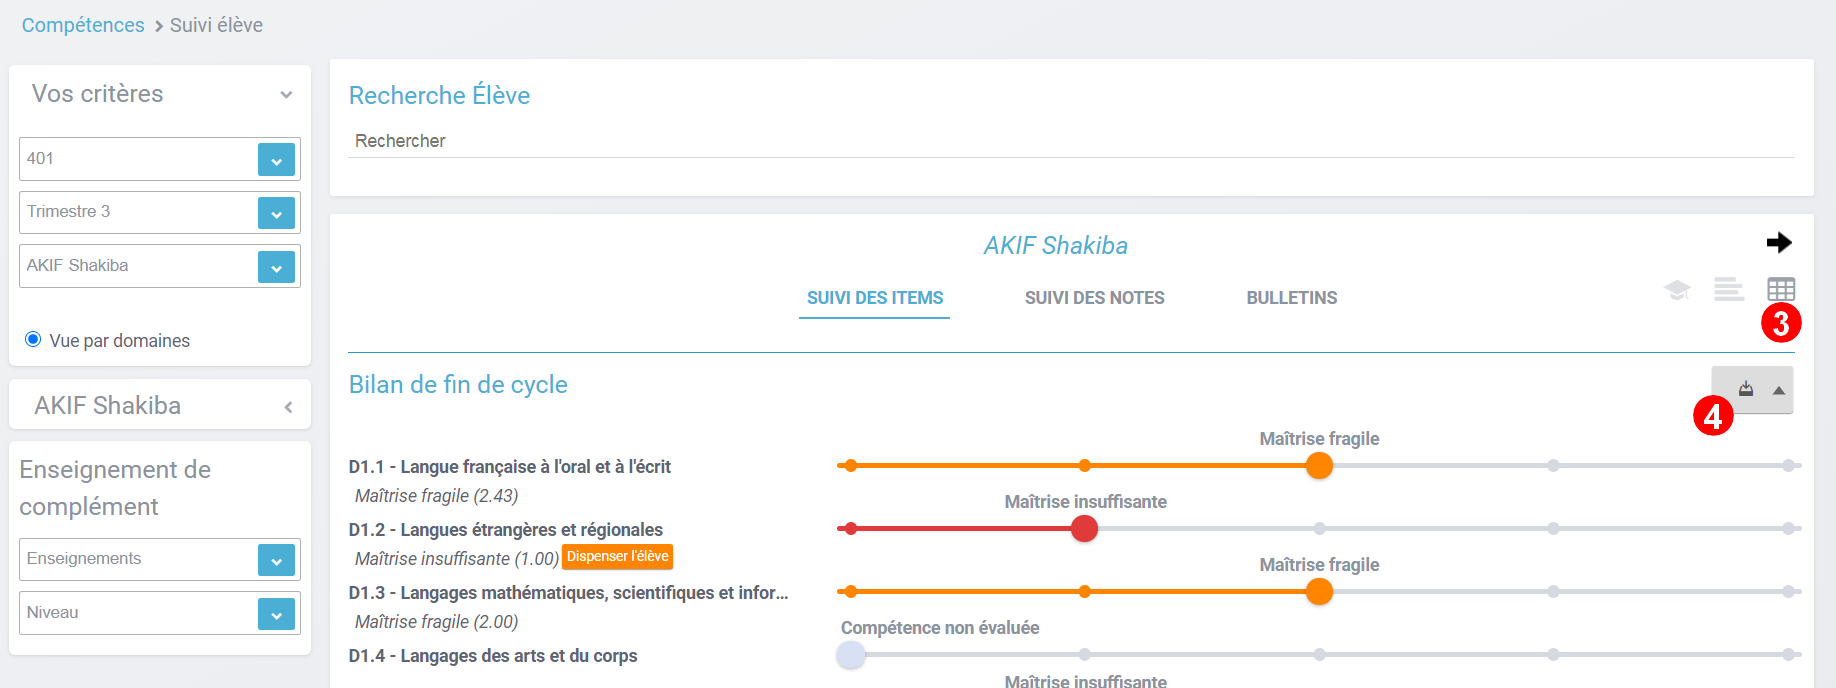 Compétences > Suivi élève
Vos critères
401
Trimestre 3
AKIF Shakiba
Vue par domaines
AKIF Shakiba
Enseignement de
complément
Enseignements
Niveau
Recherche Élève
Rechercher
AKIF Shakiba
SUIVI DES ITEMS
SUIVI DES NOTES
BULLETINS
3
Bilan de fin de cycle
4
Maîtrise fragile
D1.1 - Langue française à l'oral et à l'écrit
Maîtrise fragile (2.43)
Maîtrise insuffisante
D1.2 - Langues étrangères et régionales
Maîtrise insuffisante (1.00) Dispenser l'élève
Maîtrise fragile
D1.3 - Langages mathématiques, scientifiques et infor...
Maîtrise fragile (2.00)
Compétence non évaluée
D1.4 - Langages des arts et du corps
Maîtrise insuffisante